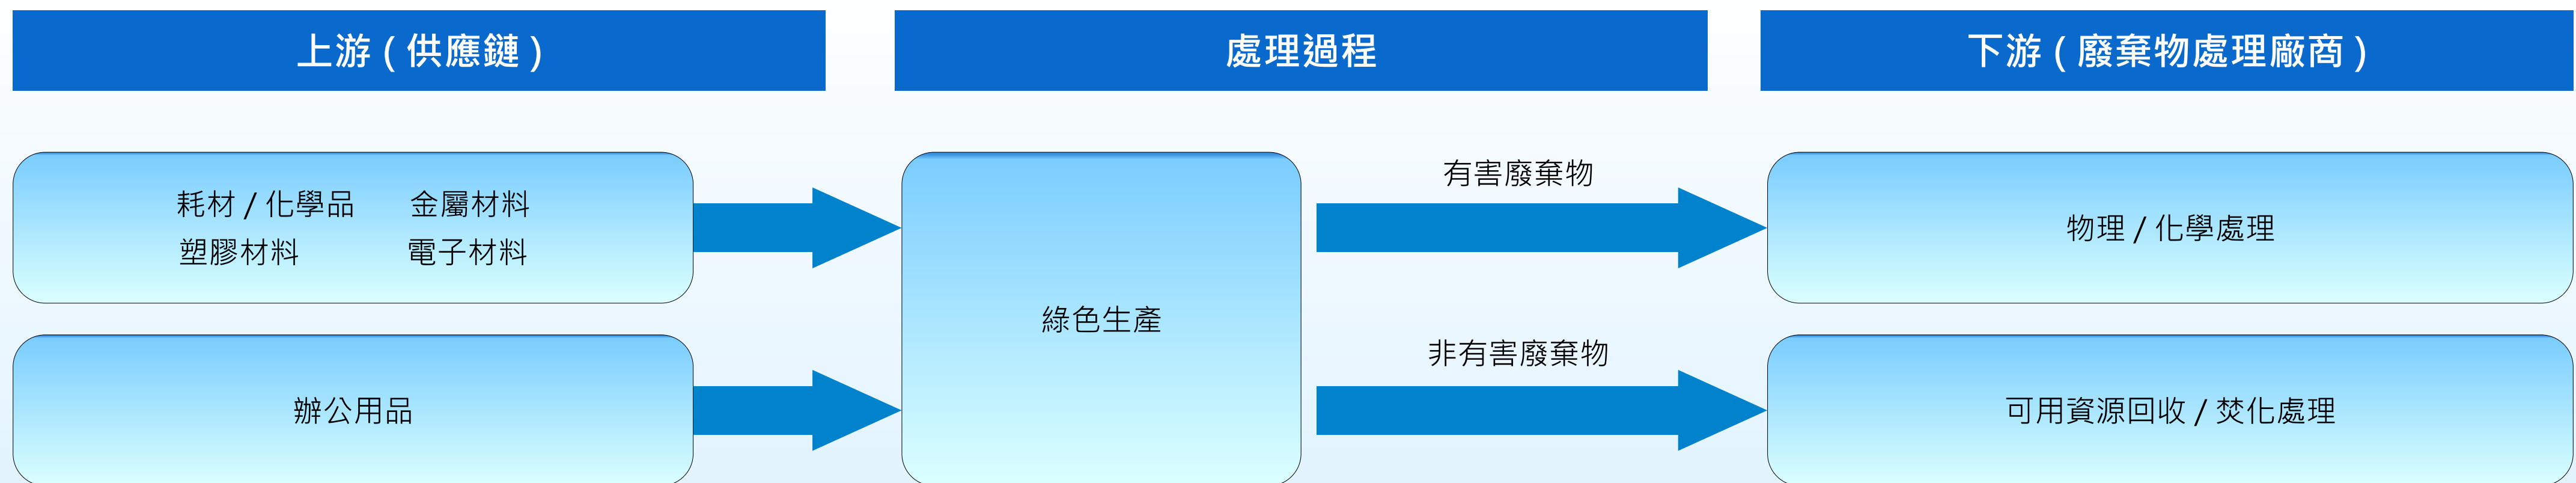 上游 ( 供應鏈 )
處理過程
下游 ( 廢棄物處理廠商 )
耗材 / 化學品 金屬材料
塑膠材料 電子材料
辦公用品
綠色生產
有害廢棄物
非有害廢棄物
物理 / 化學處理
可用資源回收 / 焚化處理